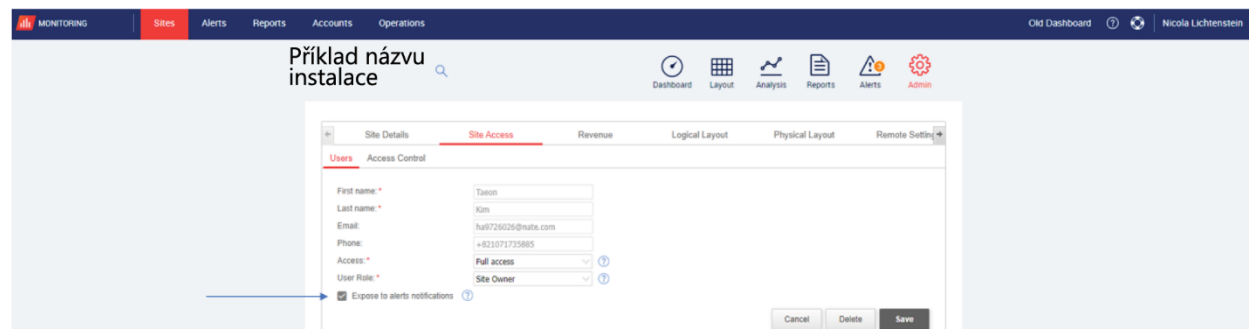 MONITORING Sites Alerts Reports Accounts Operations Old Dashboard ? Nicola Lichtenstein
Příklad názvu
instalace
Dashboard Layout Analysis Reports Alerts Admin
3
Site Details Site Access Revenue Logical Layout Physical Layout Remote Setting
Users Access Control
First name: * Taeon
Last name: * Kim
Email: ha9726026@nate.com
Phone: +821071735885
Access: * Full access ?
User Role: * Site Owner ?
Expose to alerts notifications ?
Cancel Delete Save